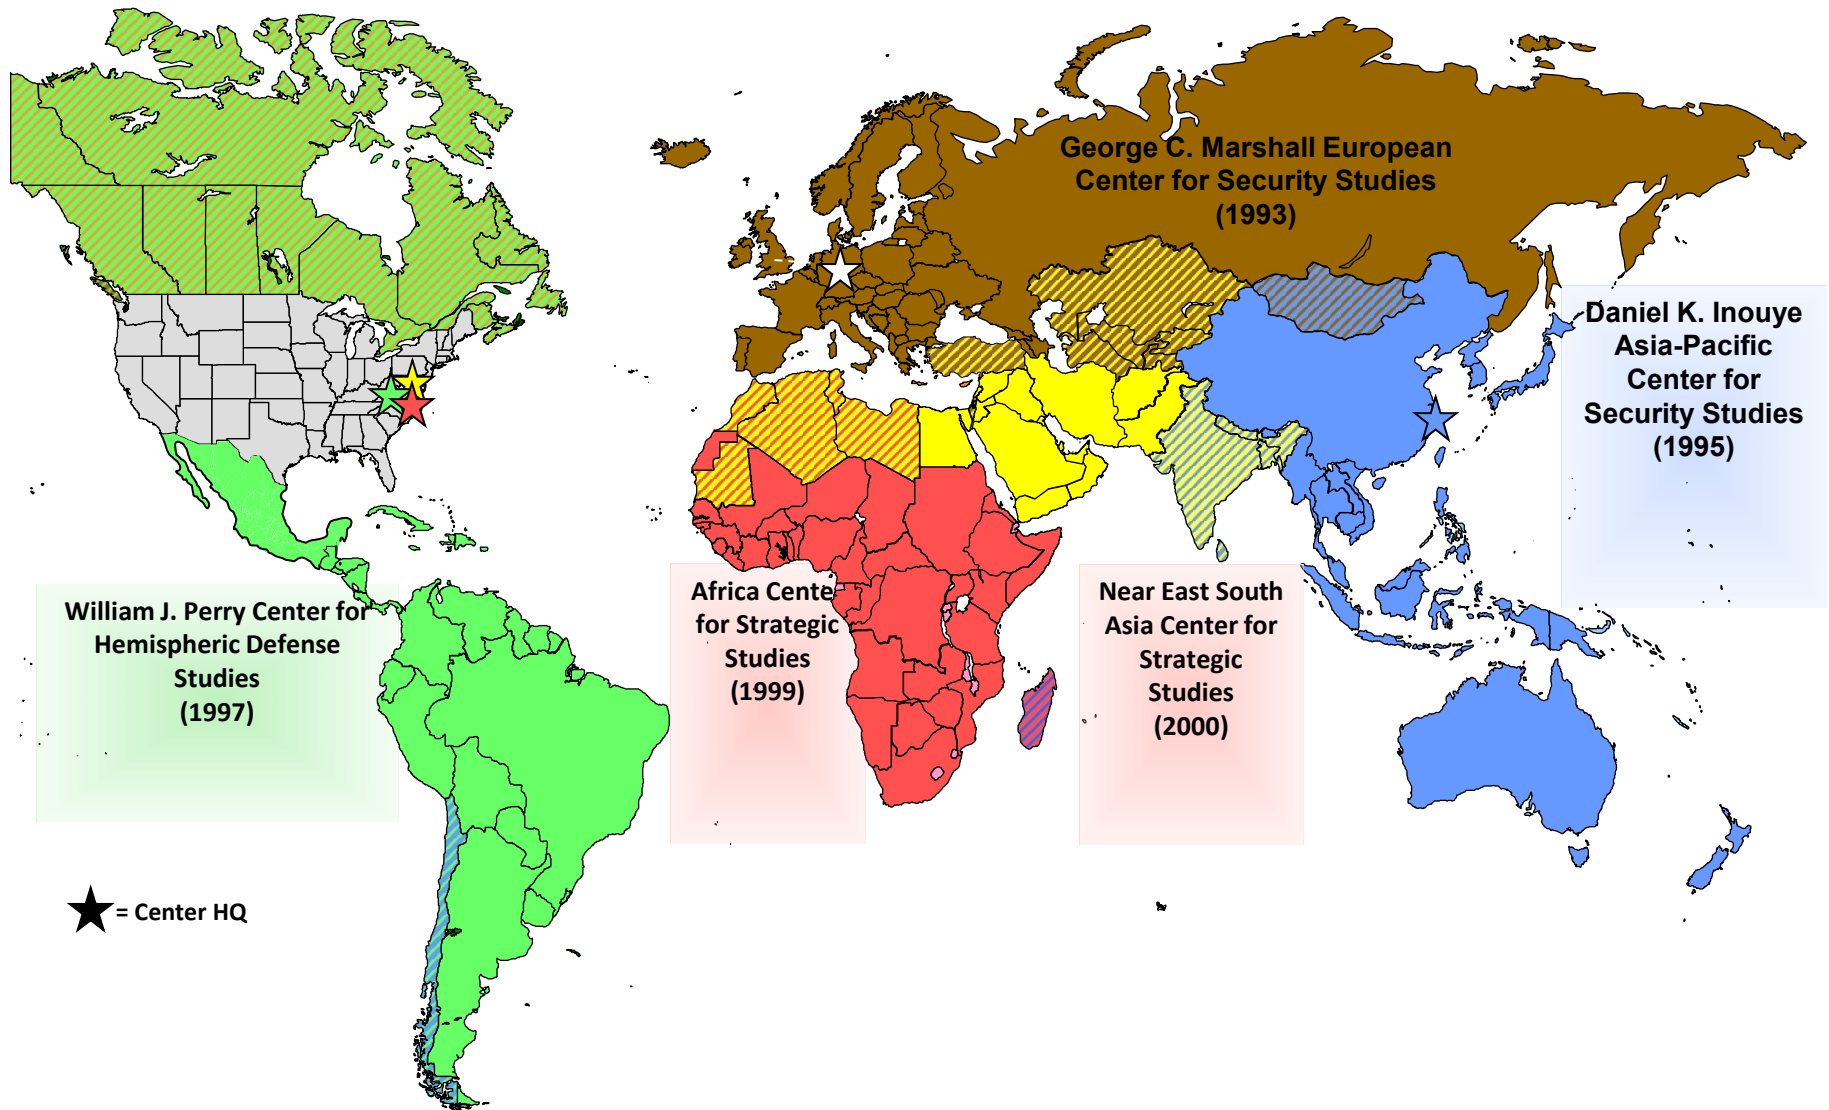 George C. Marshall European
Center for Security Studies
(1993)
Daniel K. Inouye
Asia-Pacific
Center for
Security Studies
(1995)
William J. Perry Center for
Hemispheric Defense
Studies
(1997)
Africa Cente
for Strategic
Studies
(1999)
Near East South
Asia Center for
Strategic
Studies
(2000)
= Center HQ